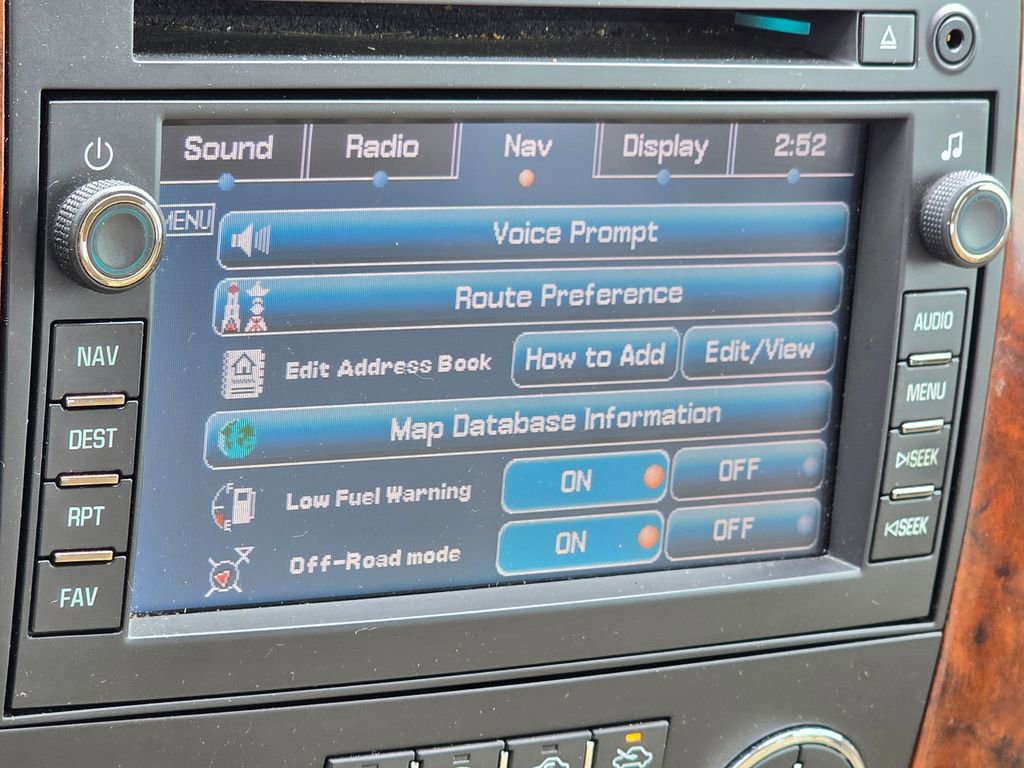 Sound Radio Nav Display 2:52
MENU
Voice Prompt
Route Preference
Edit Address Book How to Add Edit/View
Map Database Information
F
E
Low Fuel Warning ON OFF
Off-Road mode ON OFF
NAV
DEST
RPT
FAV
AUDIO
MENU
SEEK
SEEK